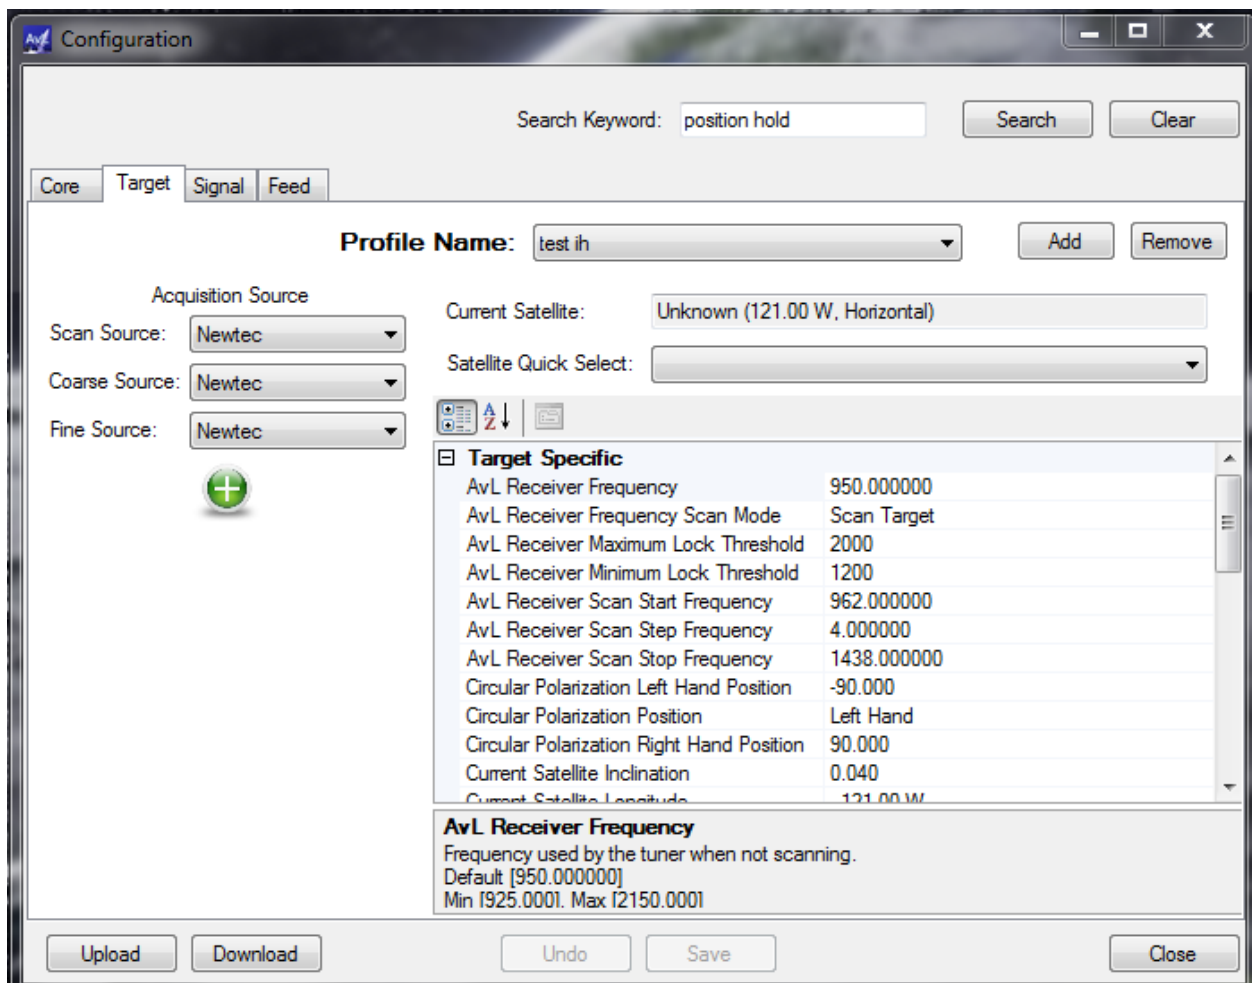 AvL Configuration
Search Keyword: position hold Search Clear
Core Target Signal Feed
Profile Name: test ih Add Remove
Acquisition Source
Scan Source: Newtec
Coarse Source: Newtec
Fine Source: Newtec
Current Satellite: Unknown (121.00 W, Horizontal)
Satellite Quick Select:
A
Z
Target Specific
AvL Receiver Frequency 950.000000
AvL Receiver Frequency Scan Mode Scan Target
AvL Receiver Maximum Lock Threshold 2000
AvL Receiver Minimum Lock Threshold 1200
AvL Receiver Scan Start Frequency 962.000000
AvL Receiver Scan Step Frequency 4.000000
AvL Receiver Scan Stop Frequency 1438.000000
Circular Polarization Left Hand Position -90.000
Circular Polarization Position Left Hand
Circular Polarization Right Hand Position 90.000
Current Satellite Inclination 0.040
Current Satellite Longitude -121.00 W
AvL Receiver Frequency
Frequency used by the tuner when not scanning.
Default [950.000000]
Min [925.000], Max [2150.000]
Upload Download Undo Save Close